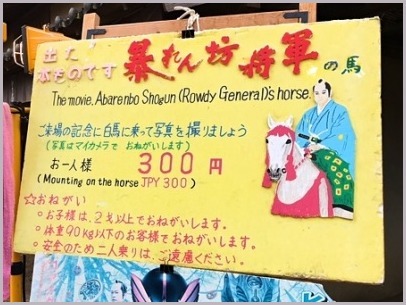 出た
本ものです
暴れん坊将軍の馬
The movie, Abarenbo Shogun (Rowdy General)'s horse.
ご来場の記念に白馬に乗って写真を撮りましょう
(写真はマイカメラで おねがいします)
お一人様 300円
(Mounting on the horse JPY 300)
☆おねがい
○お子様は、2才以上でおねがいします。
○体重90kg以下のお客様でおねがいします。
○安全のため二人乗りは、ご遠慮ください。